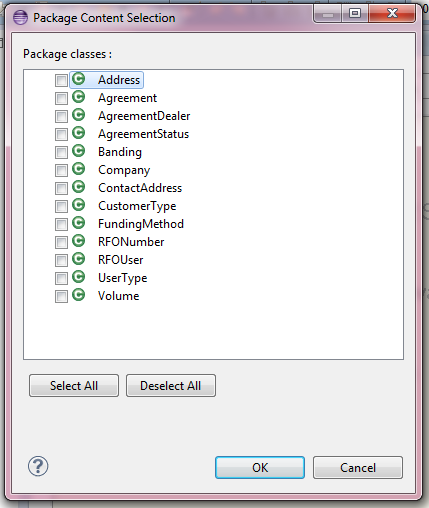 Package Content Selection
Package classes :
C Address
C Agreement
C AgreementDealer
C AgreementStatus
C Banding
C Company
C ContactAddress
C CustomerType
C FundingMethod
C RFONumber
C RFOUser
C UserType
C Volume
Select All Deselect All
? OK Cancel